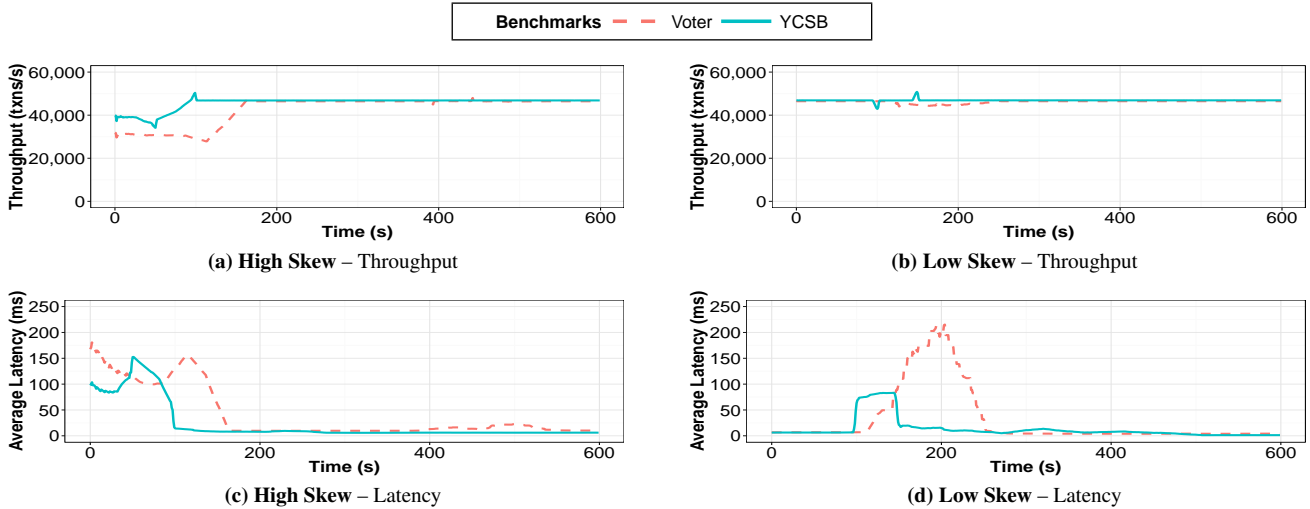 Benchmarks Voter YCSB
Throughput (txns/s)
60,000
40,000
20,000
0
0 200 400 600
Time (s)
(a) High Skew – Throughput
Throughput (txns/s)
60,000
40,000
20,000
0
0 200 400 600
Time (s)
(b) Low Skew – Throughput
Average Latency (ms)
250
200
150
100
50
0
0 200 400 600
Time (s)
(c) High Skew – Latency
Average Latency (ms)
250
200
150
100
50
0
0 200 400 600
Time (s)
(d) Low Skew – Latency